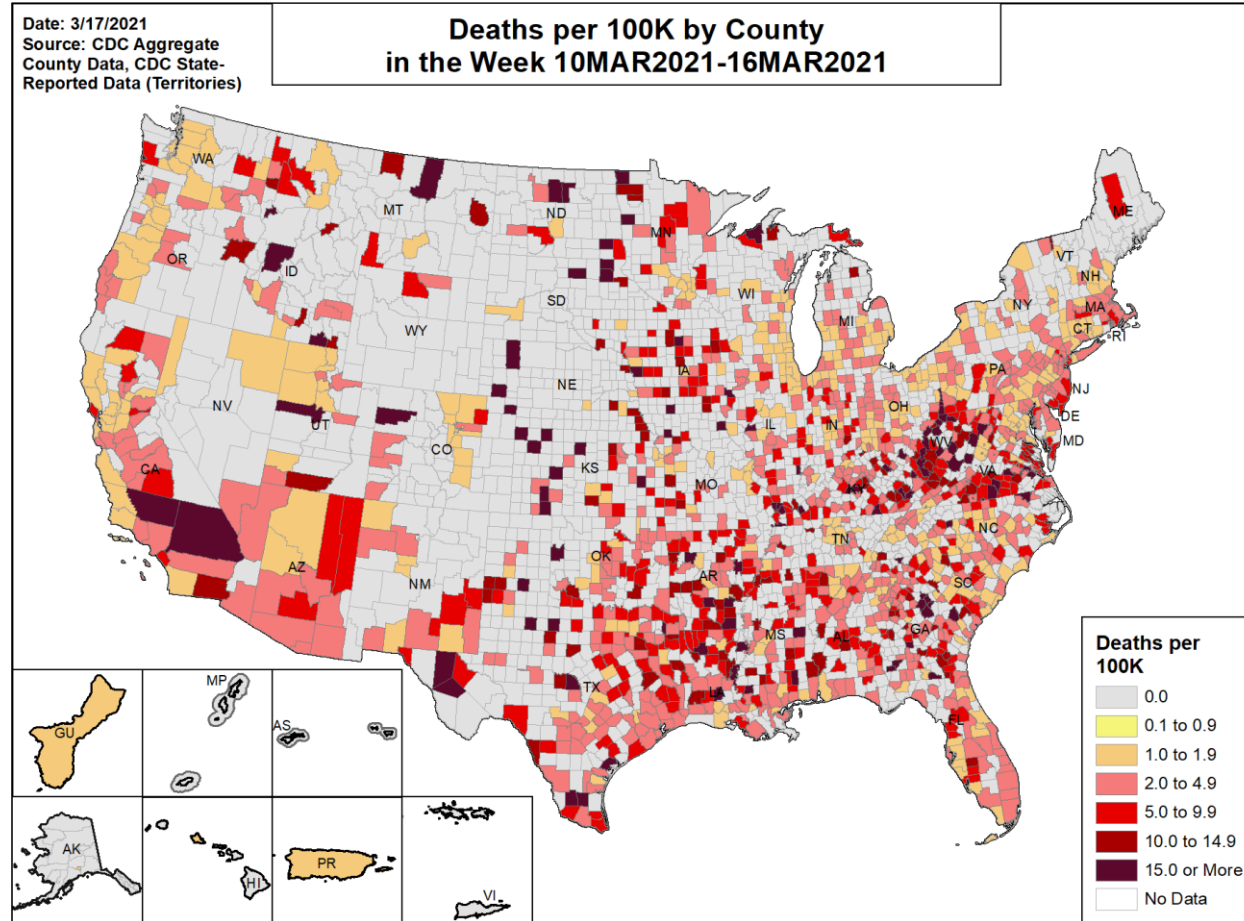 Date: 3/17/2021
Source: CDC Aggregate
County Data, CDC State-
Reported Data (Territories)
Deaths per 100K by County
in the Week 10MAR2021-16MAR2021
WA
MT
ND
MN
ME
OR
ID
SD
WI
MI
VT
NH
NY
MA
CT
RI
WY
NE
IA
PA
NJ
NV
UT
CO
IL
IN
OH
DE
MD
WV
CA
KS
MO
KY
VA
NC
AZ
NM
OK
AR
TN
SC
MS
AL
GA
TX
LA
FL
GU
MP
AS
AK
HI
PR
VI
Deaths per
100K
0.0
0.1 to 0.9
1.0 to 1.9
2.0 to 4.9
5.0 to 9.9
10.0 to 14.9
15.0 or More
No Data